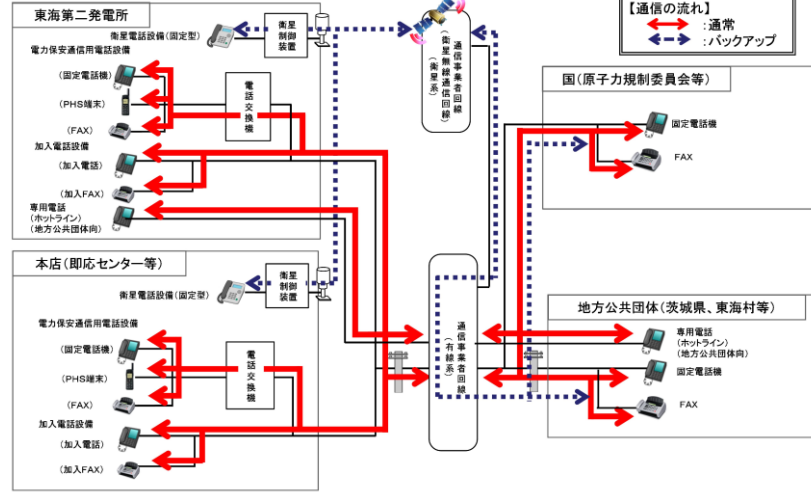 東海第二発電所
衛星電話設備(固定型)
衛星
制御
装置
電力保安通信用電話設備
(固定電話機)
(PHS端末)
(FAX)
電話交換機
加入電話設備
(加入電話)
(加入FAX)
専用電話
(ホットライン)
(地方公共団体向)
本店(即応センター等)
衛星電話設備(固定型)
衛星
制御
装置
電力保安通信用電話設備
(固定電話機)
(PHS端末)
(FAX)
電話交換機
加入電話設備
(加入電話)
(加入FAX)
通信事業者回線
(衛星無線通信回線)
(衛星系)
通信事業者回線
(有線系)
【通信の流れ】
:通常
:バックアップ
国(原子力規制委員会等)
固定電話機
FAX
地方公共団体(茨城県、東海村等)
専用電話
(ホットライン)
(地方公共団体向)
固定電話機
FAX